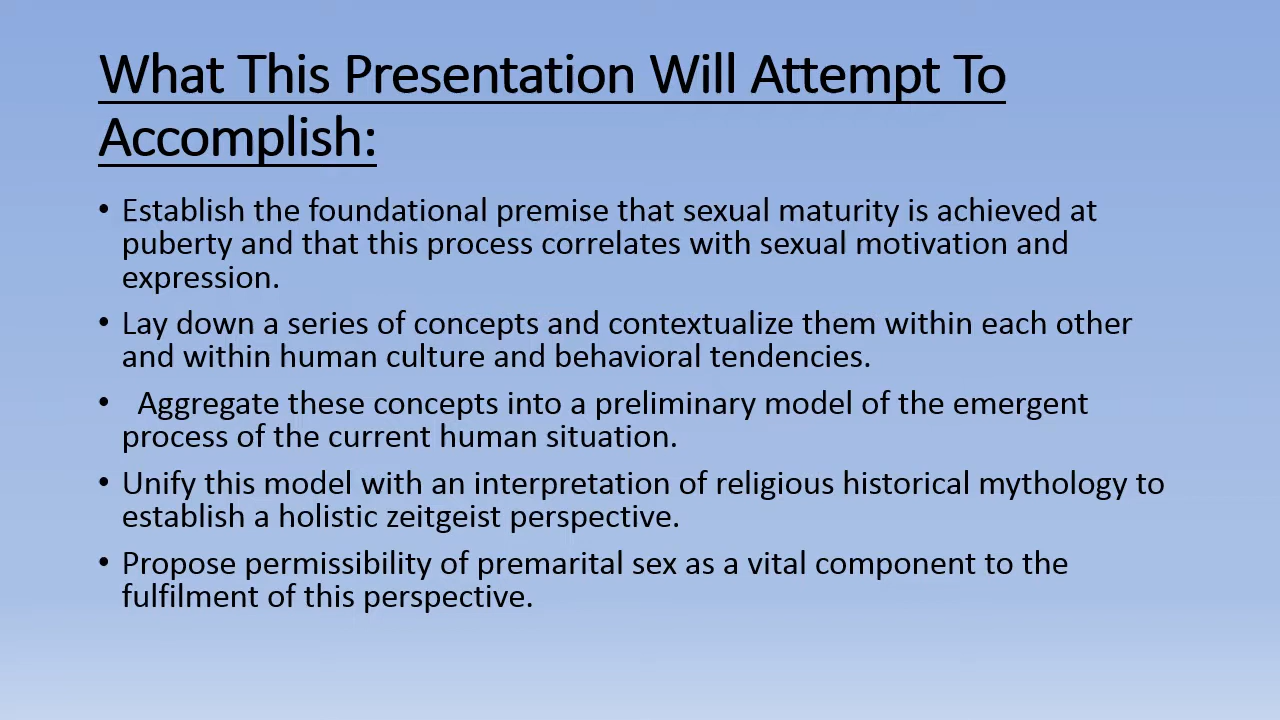 What This Presentation Will Attempt To
Accomplish:
• Establish the foundational premise that sexual maturity is achieved at
puberty and that this process correlates with sexual motivation and
expression.
• Lay down a series of concepts and contextualize them within each other
and within human culture and behavioral tendencies.
• Aggregate these concepts into a preliminary model of the emergent
process of the current human situation.
• Unify this model with an interpretation of religious historical mythology to
establish a holistic zeitgeist perspective.
• Propose permissibility of premarital sex as a vital component to the
fulfilment of this perspective.